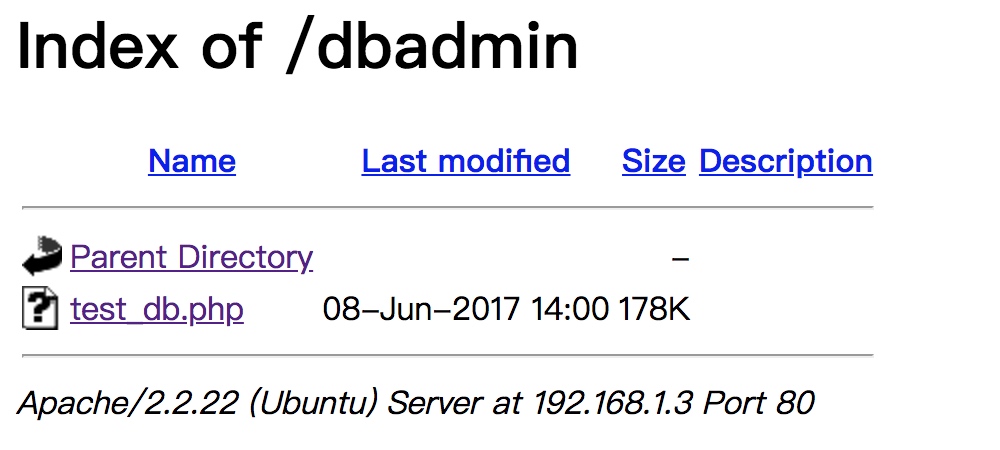 Index of /dbadmin
Name Last modified Size Description
Parent Directory –
test_db.php 08–Jun–2017 14:00 178K
Apache/2.2.22 (Ubuntu) Server at 192.168.1.3 Port 80